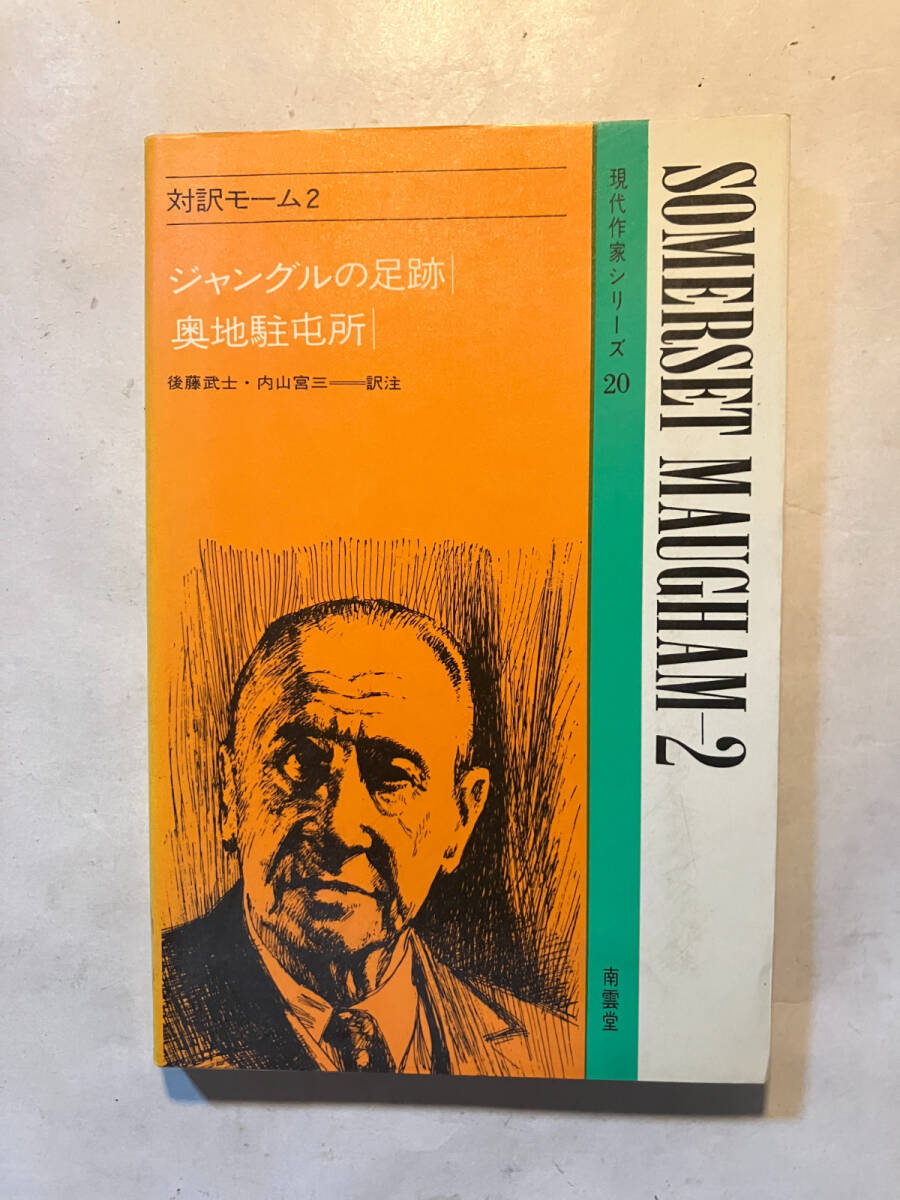 対訳モーム2
ジャングルの足跡
奥地駐屯所
後藤武士・内山宮三──訳注
現代作家シリーズ 20
南雲堂
SOMERSET MAUGHAM-2